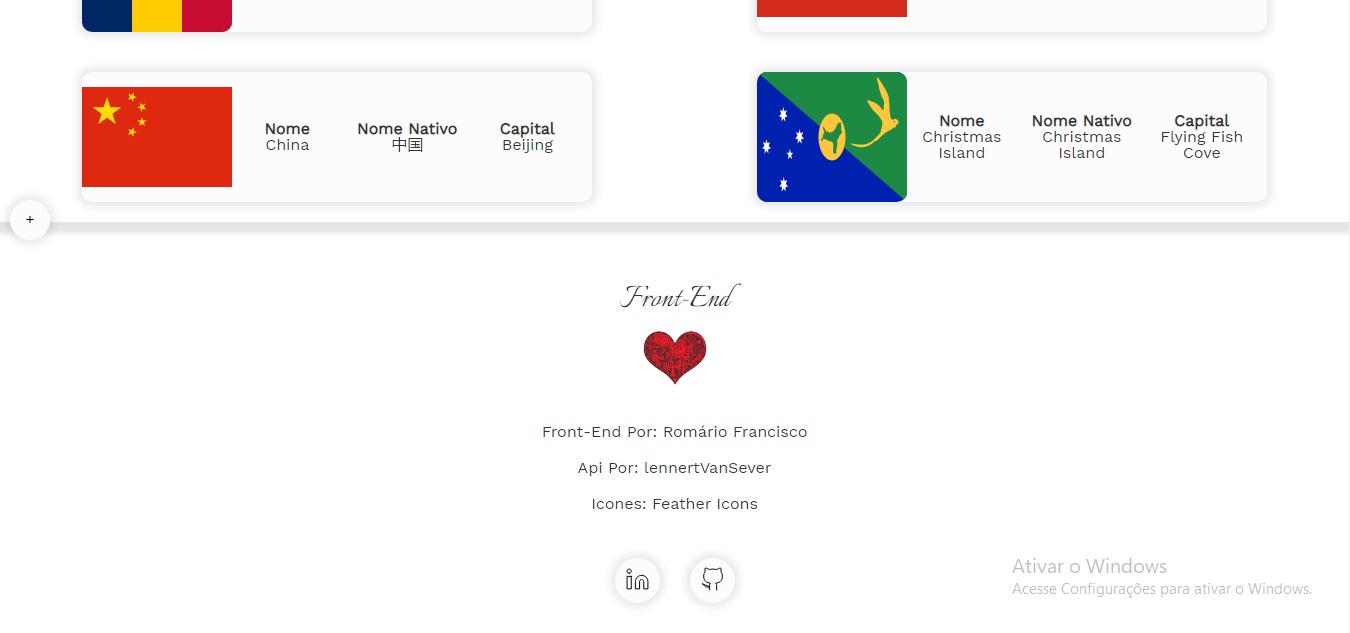 Nome
China
Nome Nativo
中国
Capital
Beijing
Nome
Christmas
Island
Nome Nativo
Christmas
Island
Capital
Flying Fish
Cove
+
Front-End
Front-End Por: Romário Francisco
Api Por: lennertVanSever
Icones: Feather Icons
in
Ativar o Windows
Acesse Configurações para ativar o Windows.